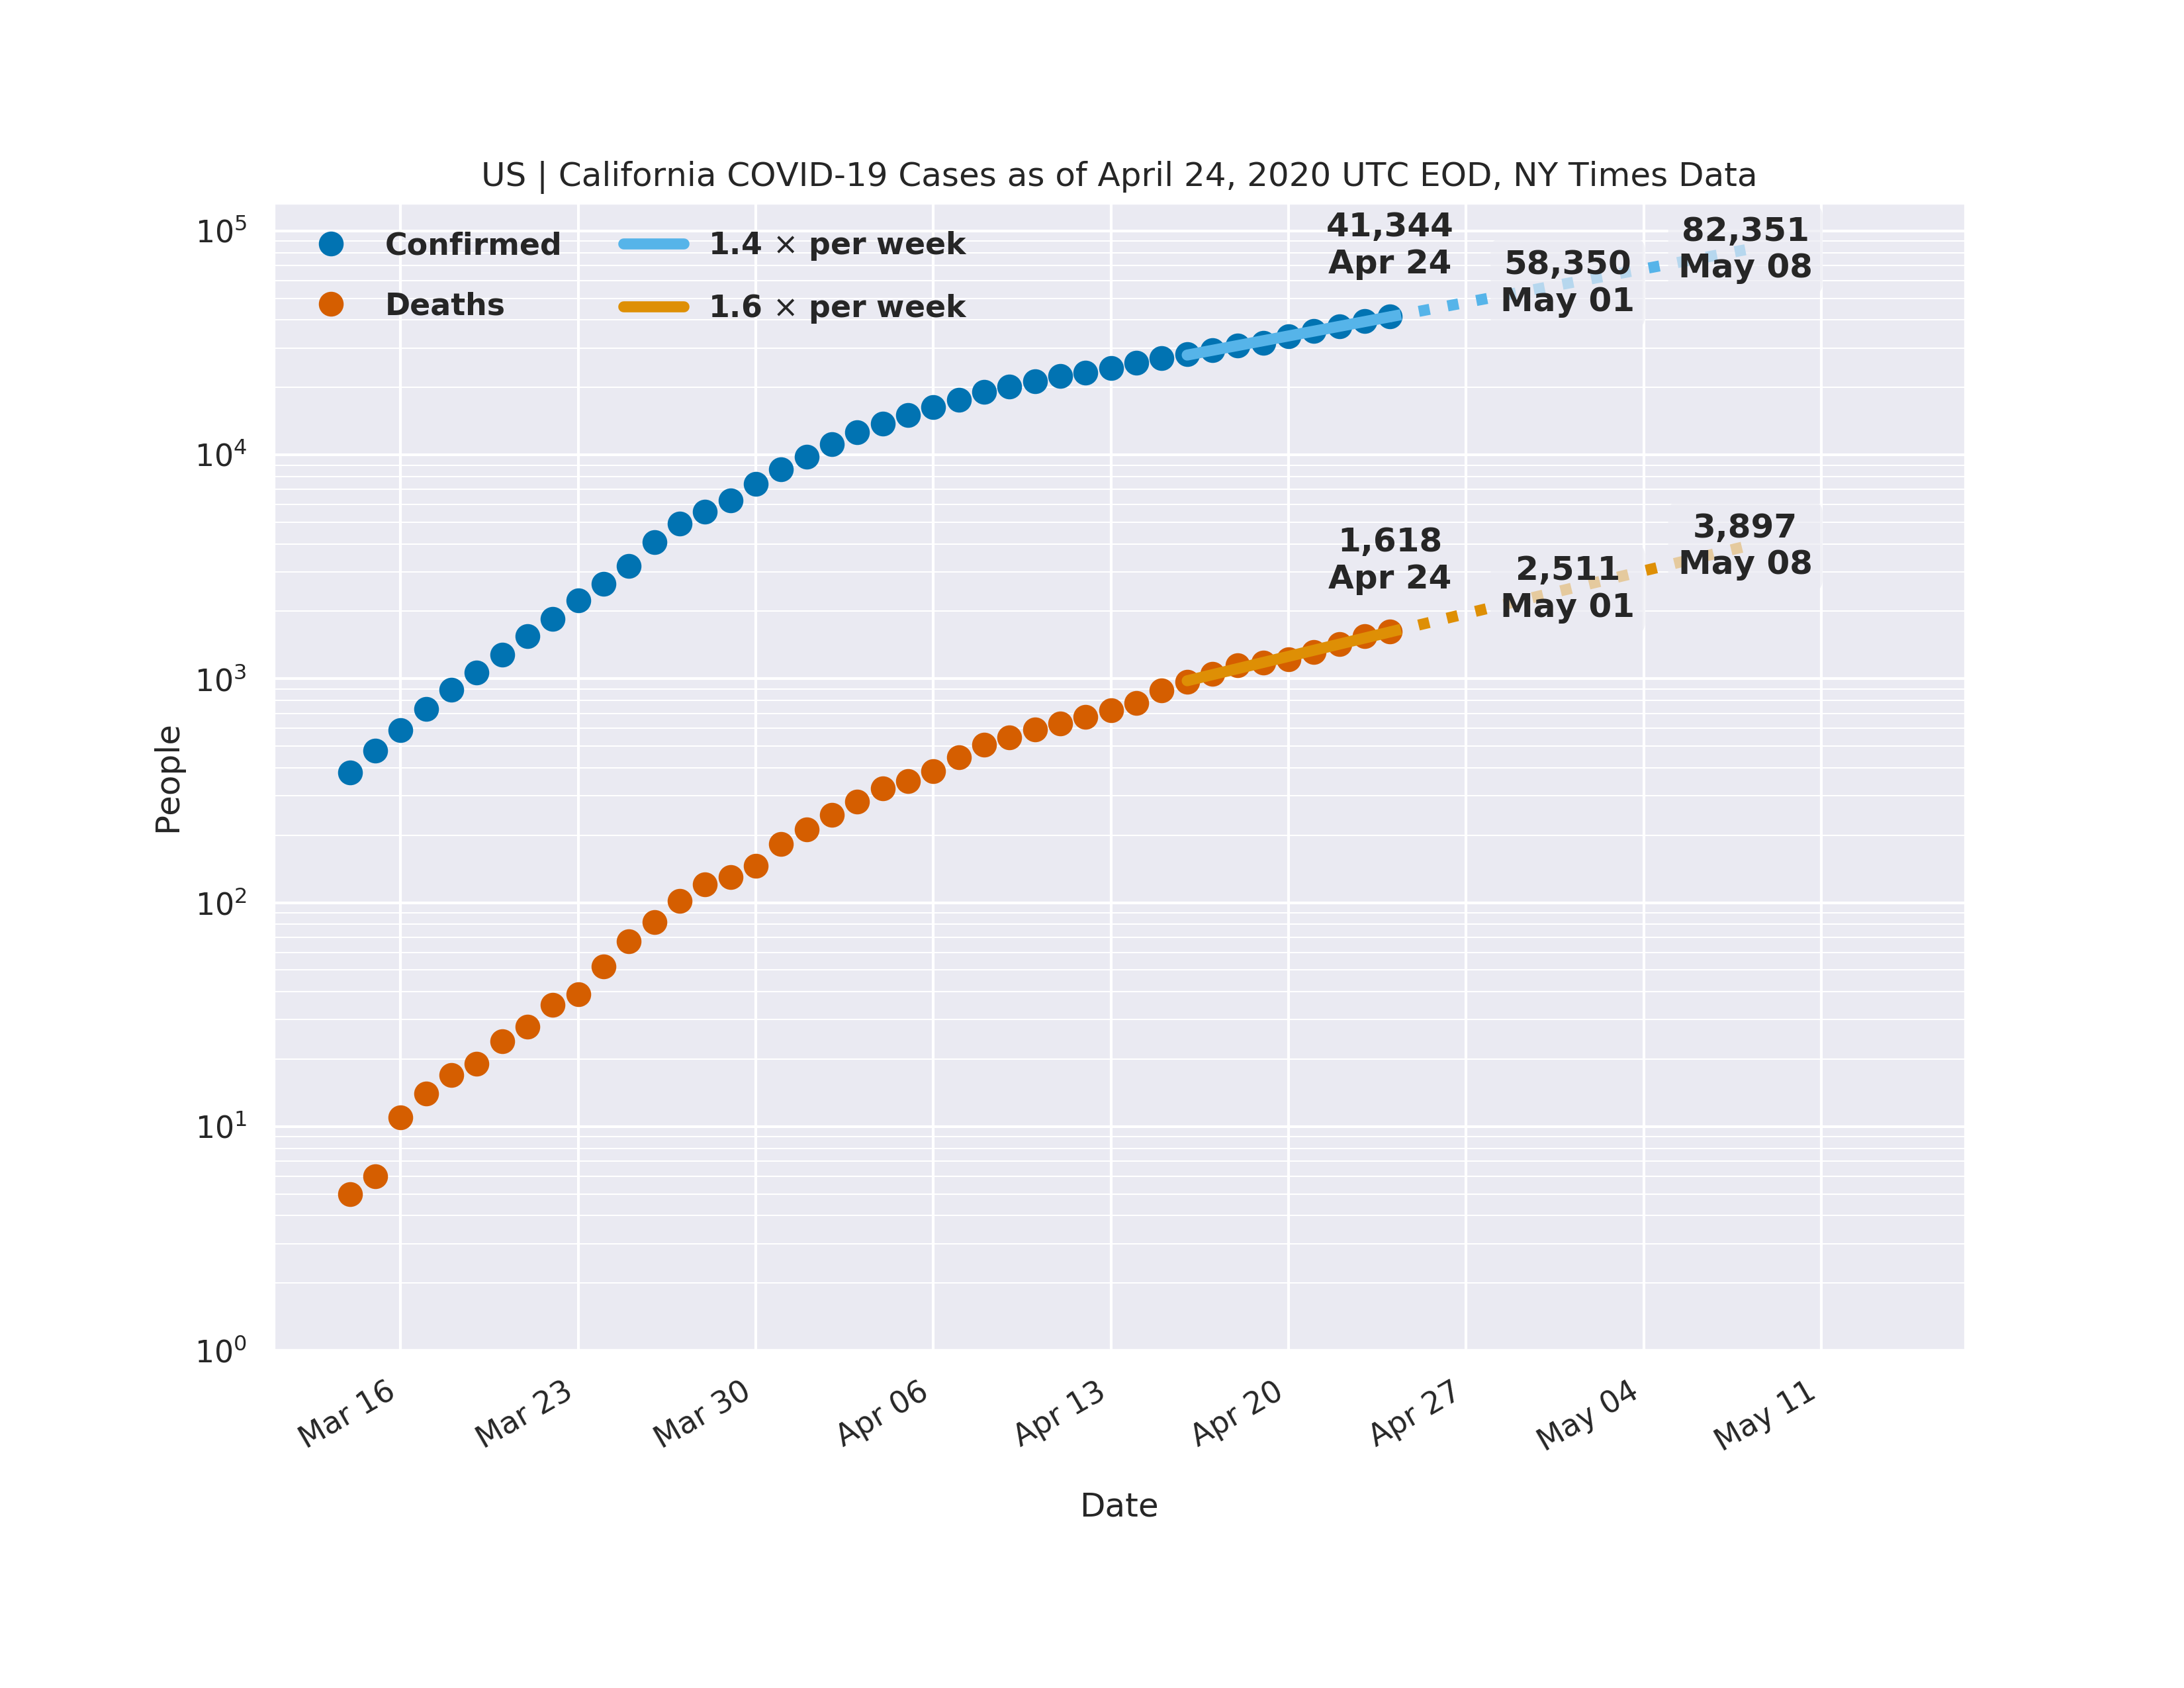 US | California COVID-19 Cases as of April 24, 2020 UTC EOD, NY Times Data
Confirmed
Deaths
1.4 × per week
1.6 × per week
41,344
Apr 24
58,350
May 01
82,351
May 08
1,618
Apr 24
2,511
May 01
3,897
May 08
People
10⁵
10⁴
10³
10²
10¹
10⁰
Mar 16
Mar 23
Mar 30
Apr 06
Apr 13
Apr 20
Apr 27
May 04
May 11
Date